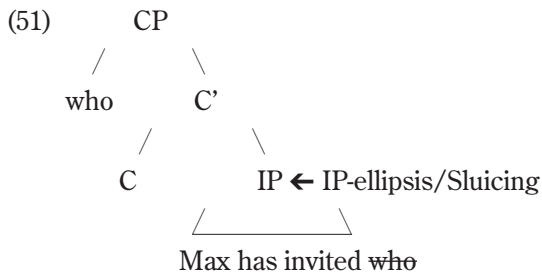 (51) CP
who C’
C IP ← IP-ellipsis/Sluicing
Max has invited who